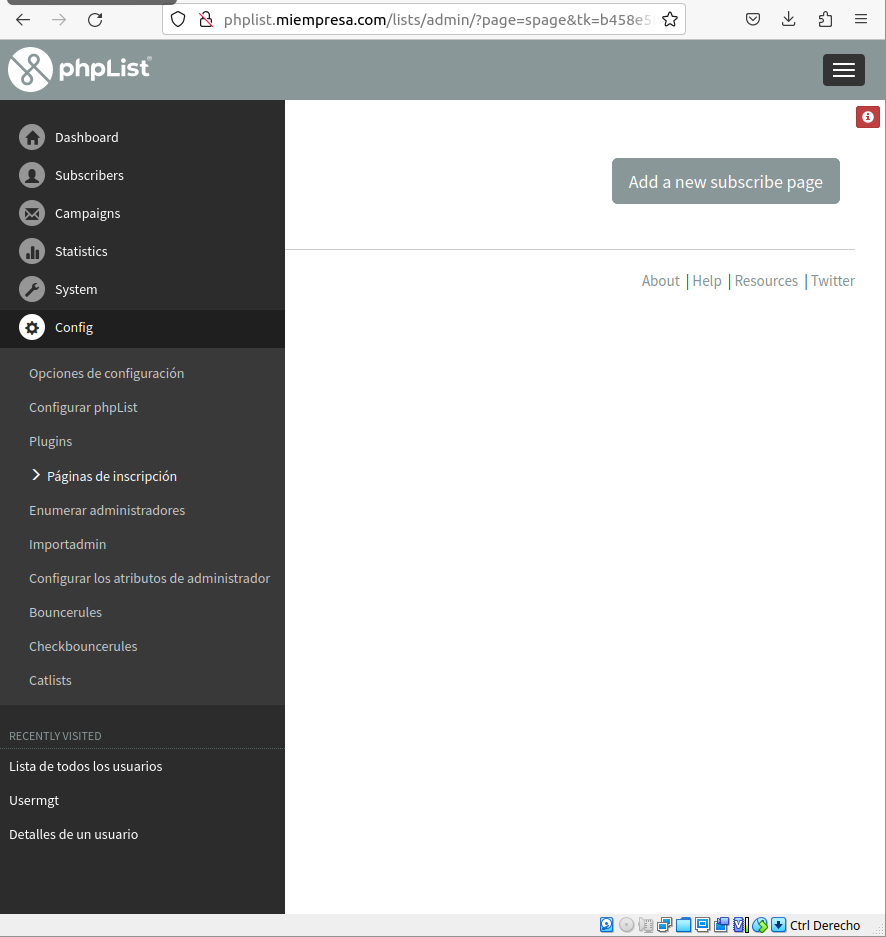 phplist.miempresa.com/lists/admin/?page=spage&tk=b458e5
phpList
Dashboard
Subscribers
Campaigns
Statistics
System
Config
Opciones de configuración
Configurar phpList
Plugins
Páginas de inscripción
Enumerar administradores
Importadmin
Configurar los atributos de administrador
Bouncerules
Checkbouncerules
Catlists
RECENTLY VISITED
Lista de todos los usuarios
Usermgt
Detalles de un usuario
Add a new subscribe page
About | Help | Resources | Twitter
Ctrl Derecho